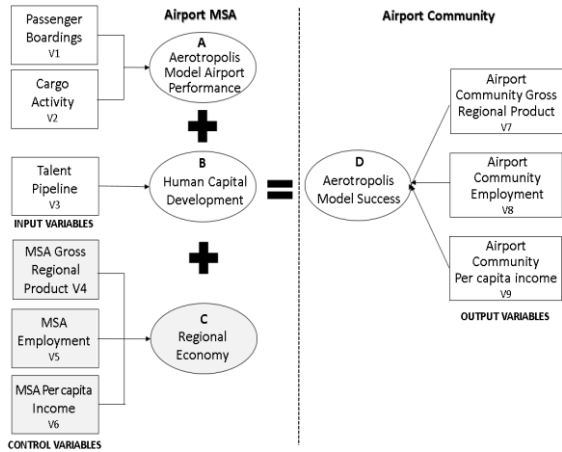 Airport MSA
Airport Community
Passenger
Boardings
V1
Cargo
Activity
V2
A
Aerotropolis
Model Airport
Performance
Talent
Pipeline
V3
INPUT VARIABLES
B
Human Capital
Development
MSA Gross
Regional
Product V4
MSA
Employment
V5
MSA Per capita
Income
V6
CONTROL VARIABLES
C
Regional
Economy
D
Aerotropolis
Model Success
Airport
Community Gross
Regional Product
V7
Airport
Community
Employment
V8
Airport
Community
Per capita income
V9
OUTPUT VARIABLES